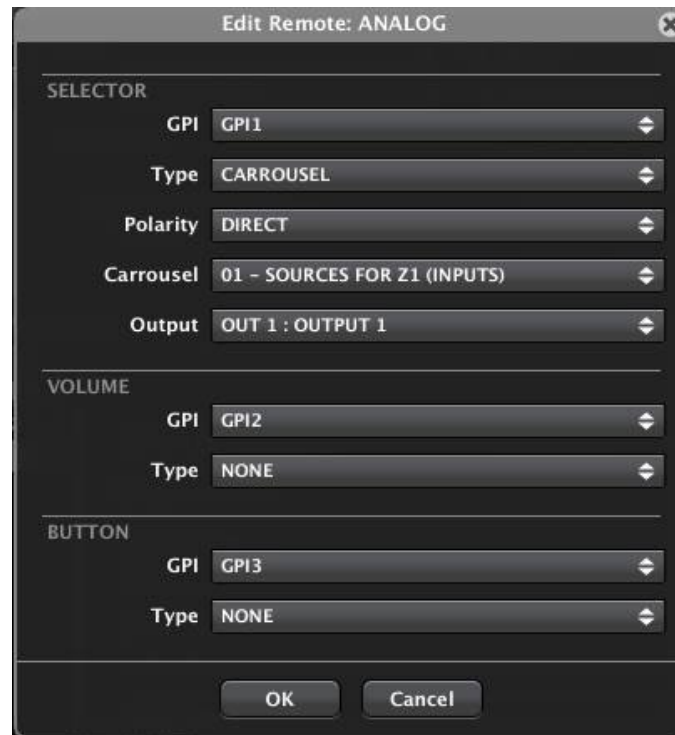 Edit Remote: ANALOG
SELECTOR
GPI GPI1
Type CARROUSEL
Polarity DIRECT
Carrousel 01 – SOURCES FOR Z1 (INPUTS)
Output OUT 1 : OUTPUT 1
VOLUME
GPI GPI2
Type NONE
BUTTON
GPI GPI3
Type NONE
OK Cancel